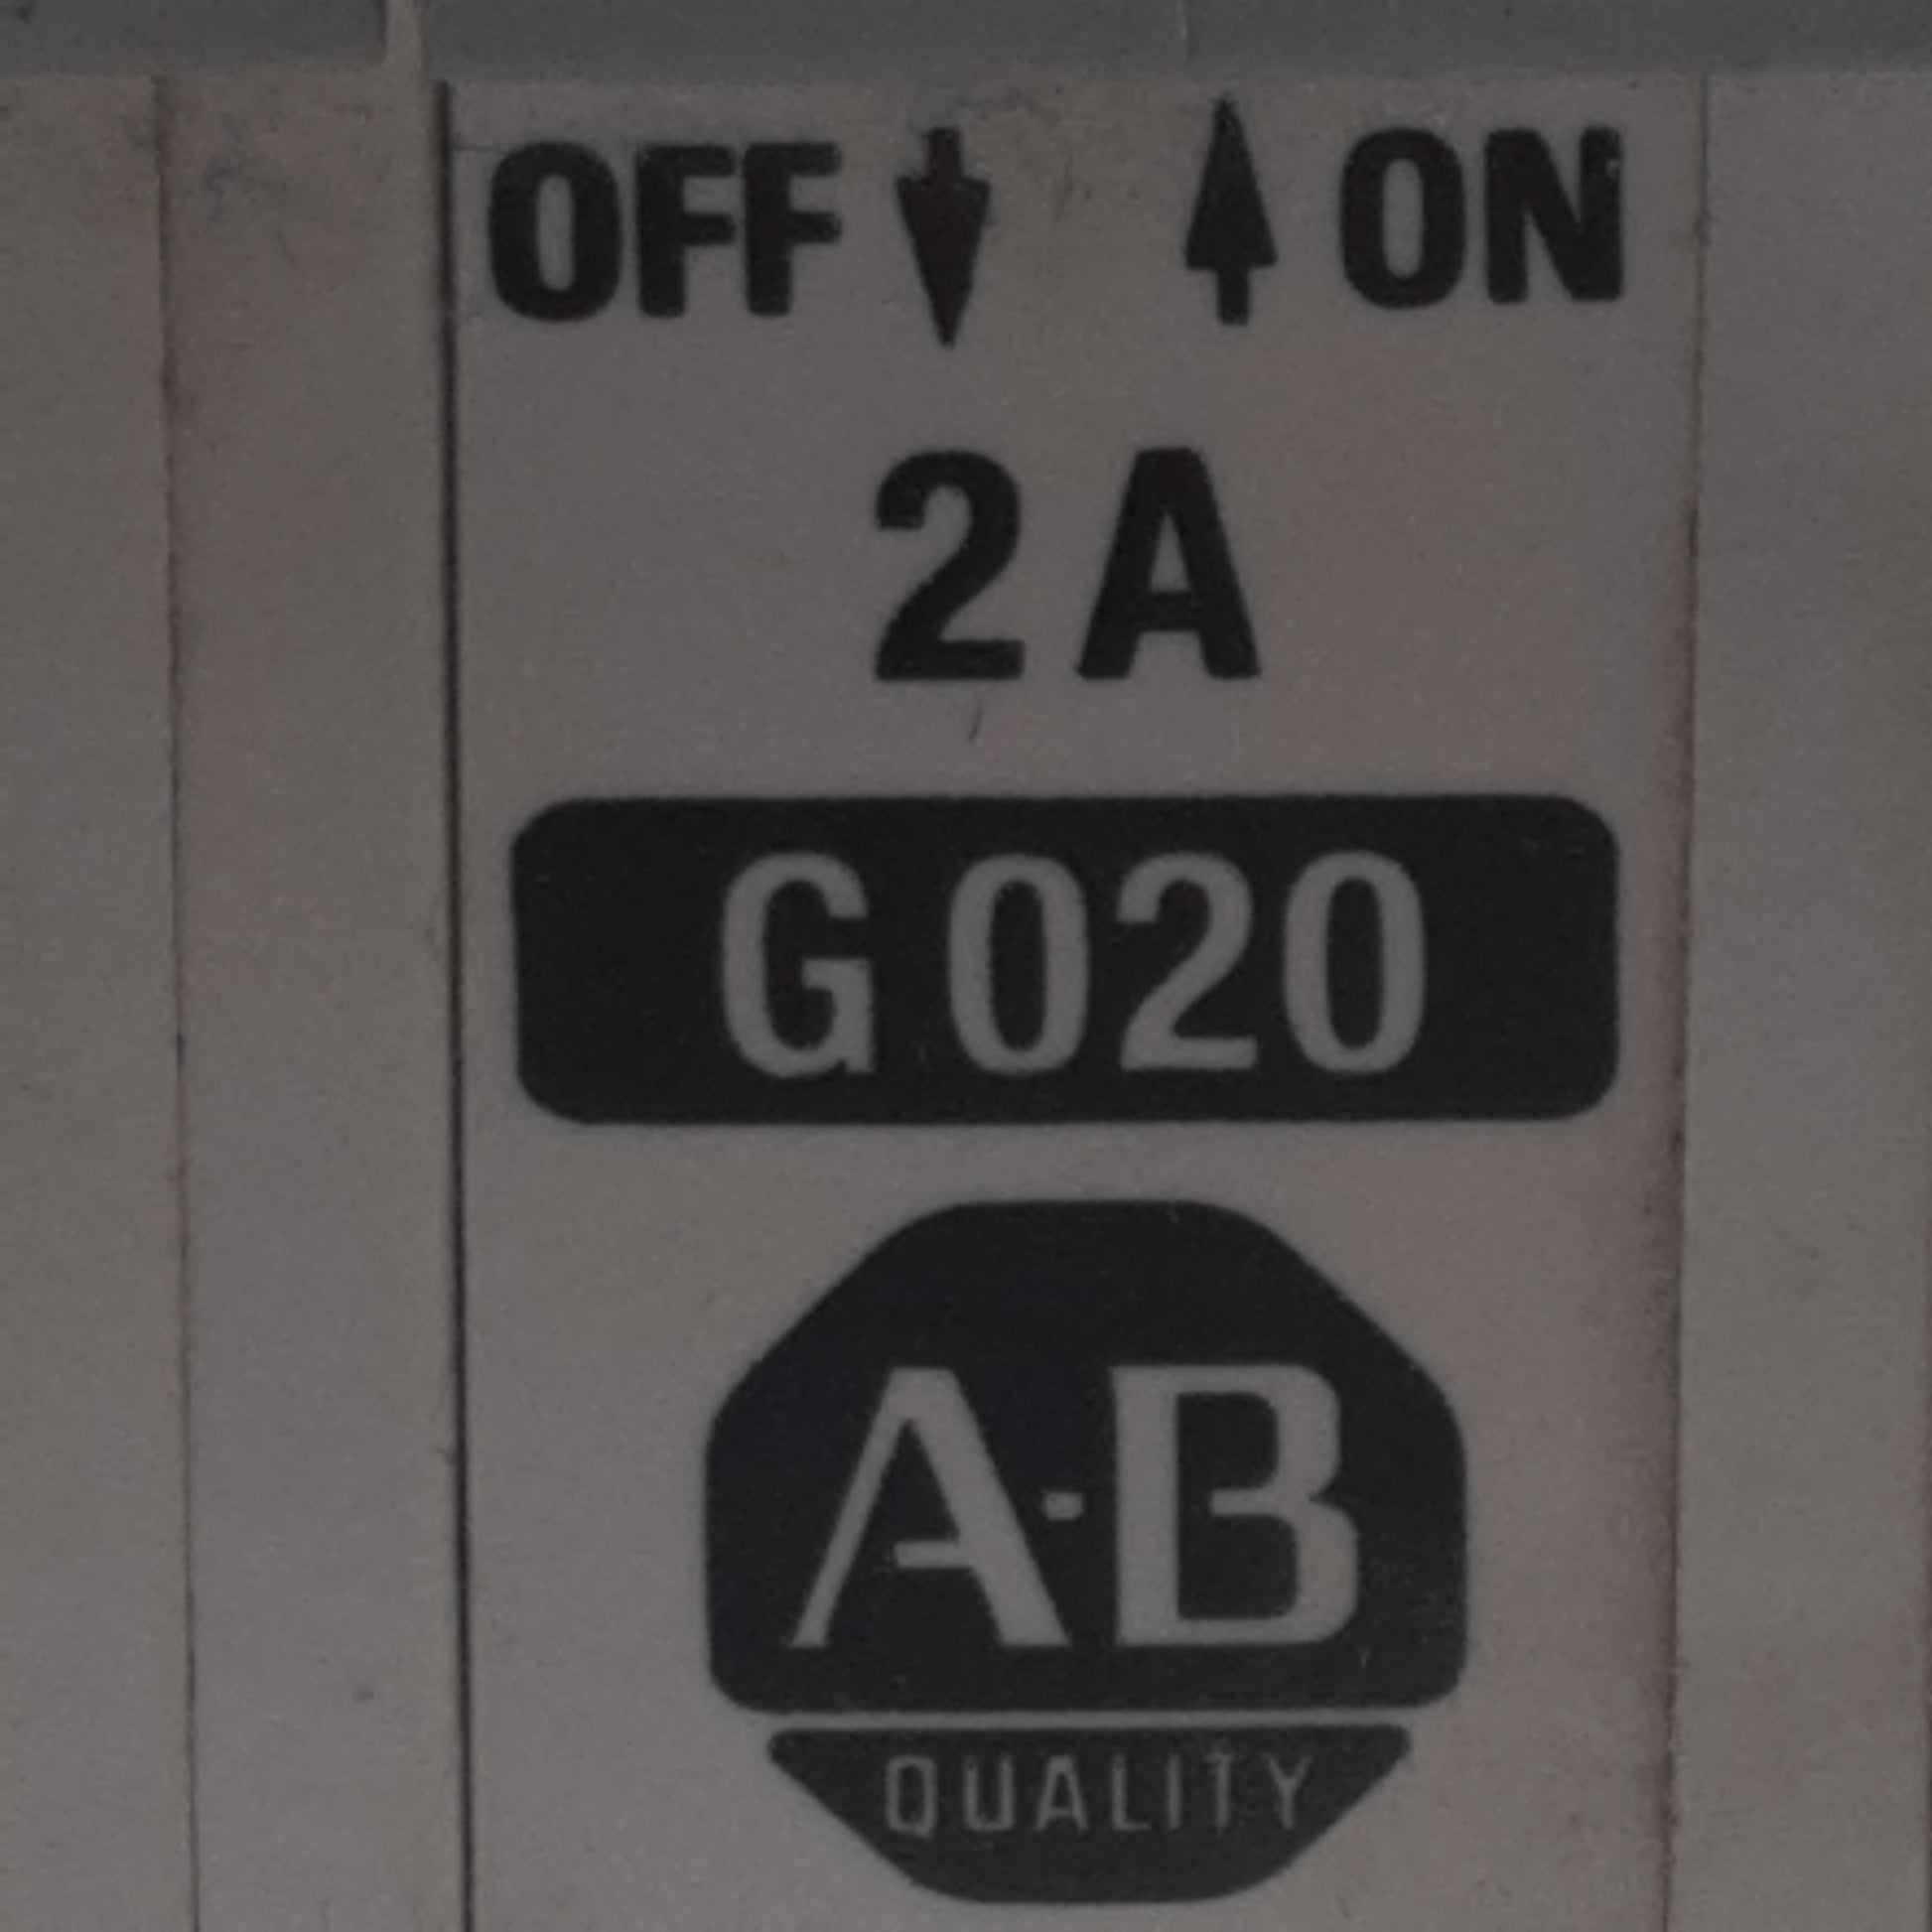 OFF ON
2 A
G 020
A-B
QUALITY